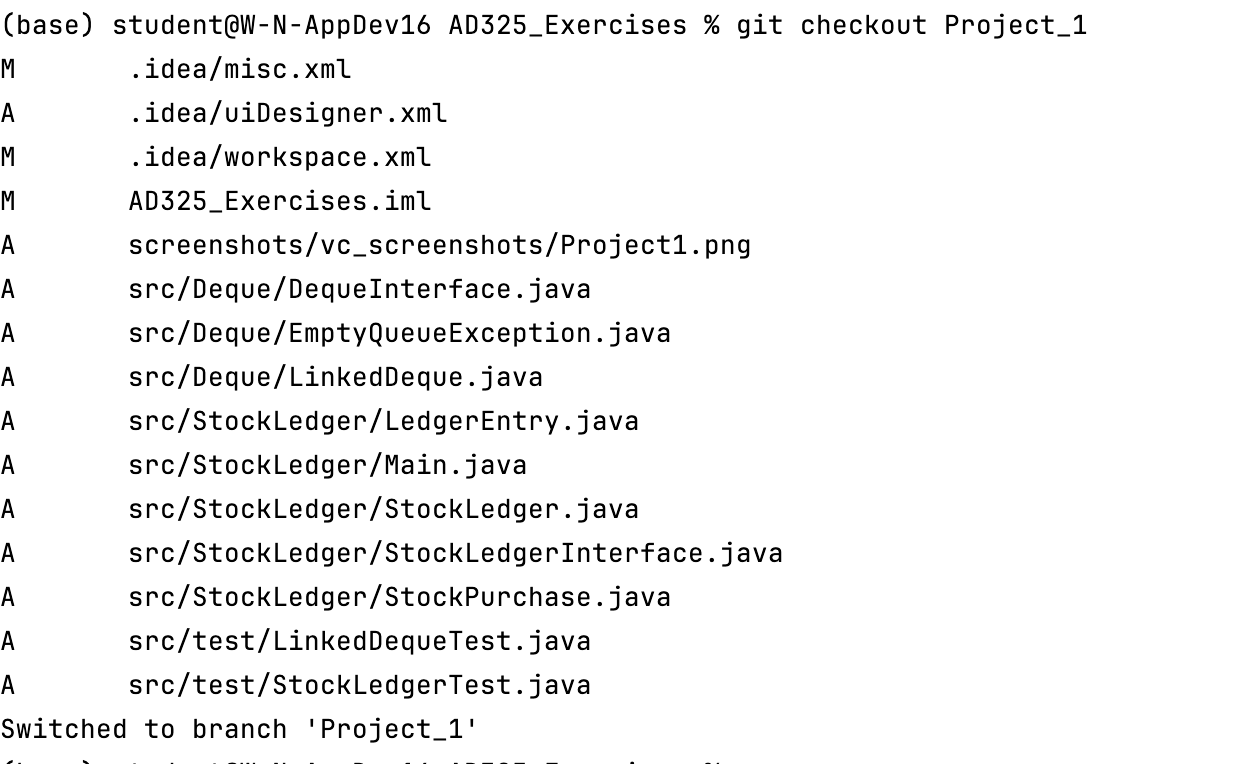 (base) student@W-N-AppDev16 AD325_Exercises % git checkout Project_1
M       .idea/misc.xml
A       .idea/uiDesigner.xml
M       .idea/workspace.xml
M       AD325_Exercises.iml
A       screenshots/vc_screenshots/Project1.png
A       src/Deque/DequeInterface.java
A       src/Deque/EmptyQueueException.java
A       src/Deque/LinkedDeque.java
A       src/StockLedger/LedgerEntry.java
A       src/StockLedger/Main.java
A       src/StockLedger/StockLedger.java
A       src/StockLedger/StockLedgerInterface.java
A       src/StockLedger/StockPurchase.java
A       src/test/LinkedDequeTest.java
A       src/test/StockLedgerTest.java
Switched to branch 'Project_1'